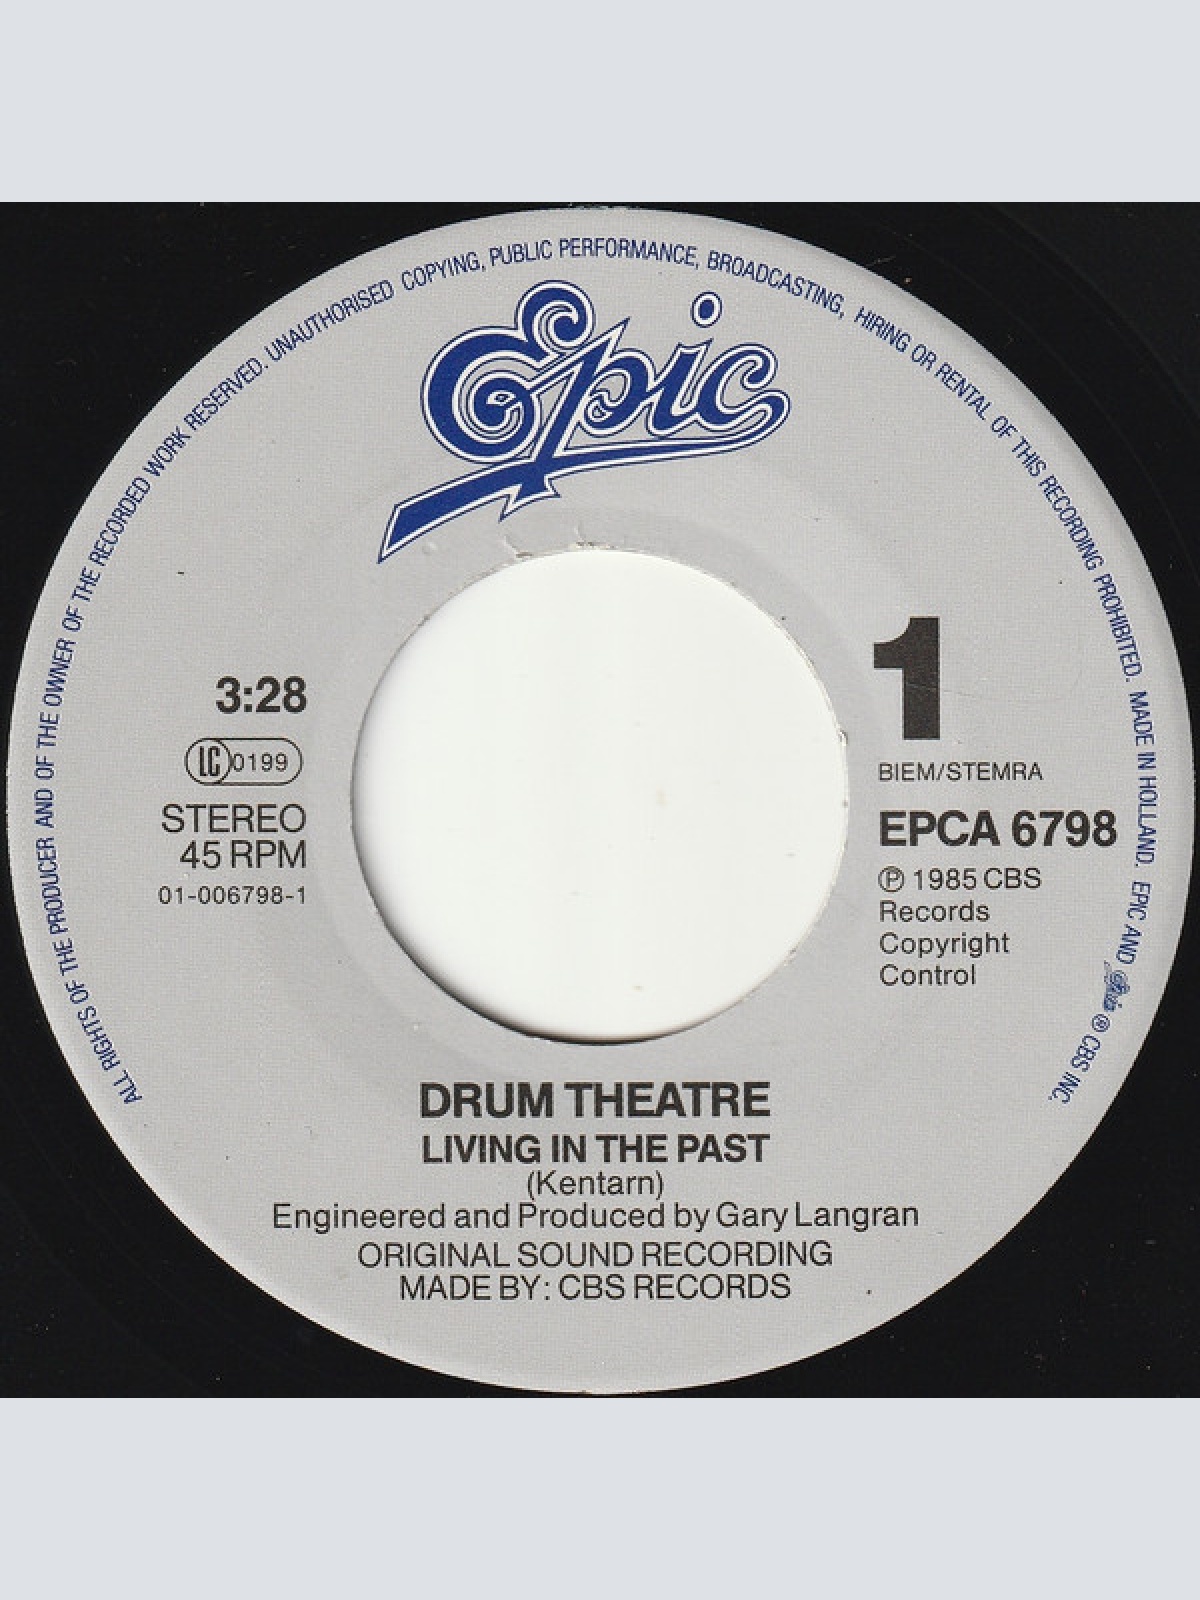 ALL RIGHTS OF THE PRODUCER AND OF THE OWNER OF THE RECORDED WORK RESERVED. UNAUTHORISED COPYING, PUBLIC PERFORMANCE, BROADCASTING, HIRING OR RENTAL OF THIS RECORDING PROHIBITED. MADE IN HOLLAND. EPIC AND Epic ® CBS INC.
Epic
3:28
LC 0199
STEREO
45 RPM
01-006798-1
1
BIEM/STEMRA
EPCA 6798
℗ 1985 CBS
Records
Copyright
Control
DRUM THEATRE
LIVING IN THE PAST
(Kentarn)
Engineered and Produced by Gary Langran
ORIGINAL SOUND RECORDING
MADE BY: CBS RECORDS